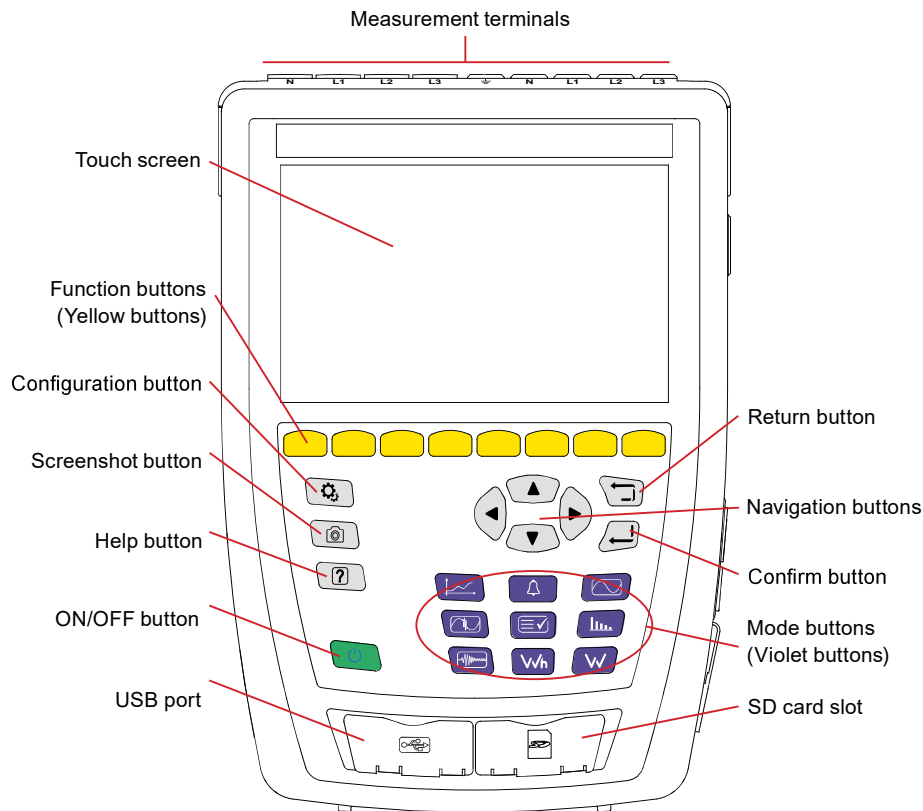 Measurement terminals
N L1 L2 L3 N L1 L2 L3
Touch screen
Function buttons
(Yellow buttons)
Configuration button
Return button
Screenshot button
Navigation buttons
Help button
?
Confirm button
ON/OFF button
Mode buttons
(Violet buttons)
Wh W
USB port
SD card slot
SD